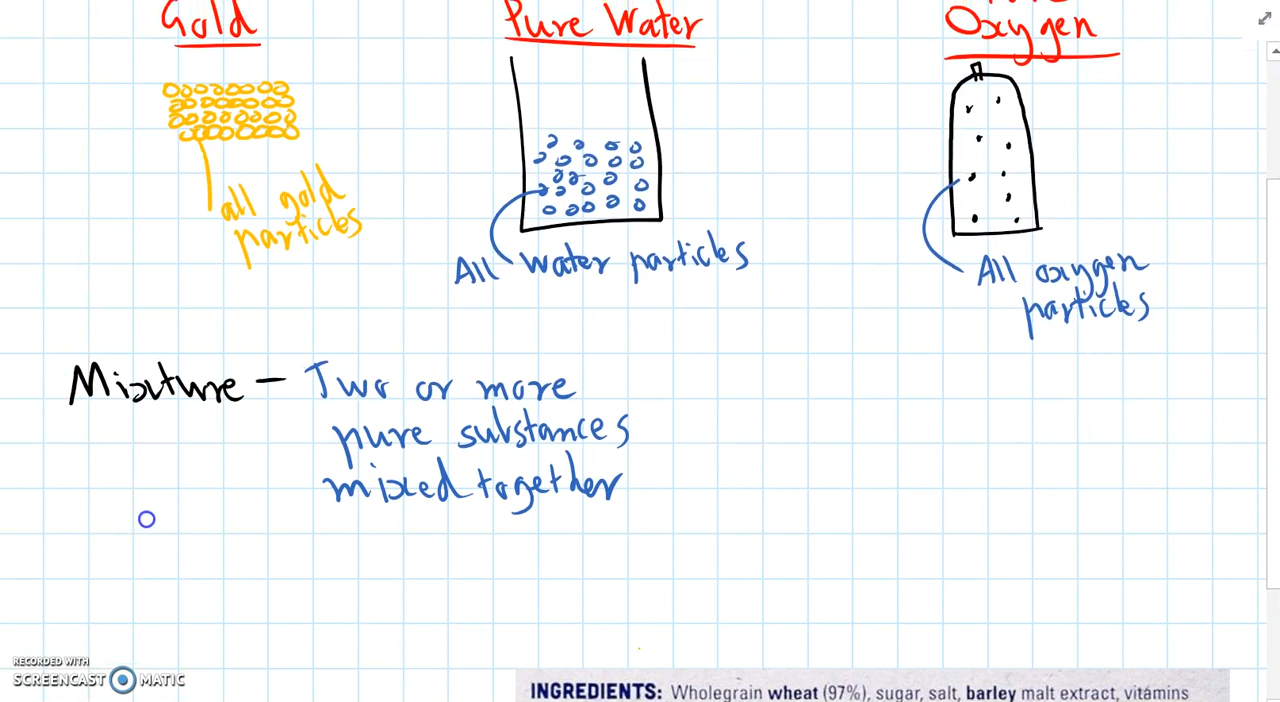 Gold
Pure Water
Oxygen
all gold
particles
All water particles
All oxygen
particles
Mixture - Two or more
pure substances
mixed together
RECORDED WITH
SCREENCAST MATIC
INGREDIENTS: Wholegrain wheat (97%), sugar, salt, barley malt extract, vitamins